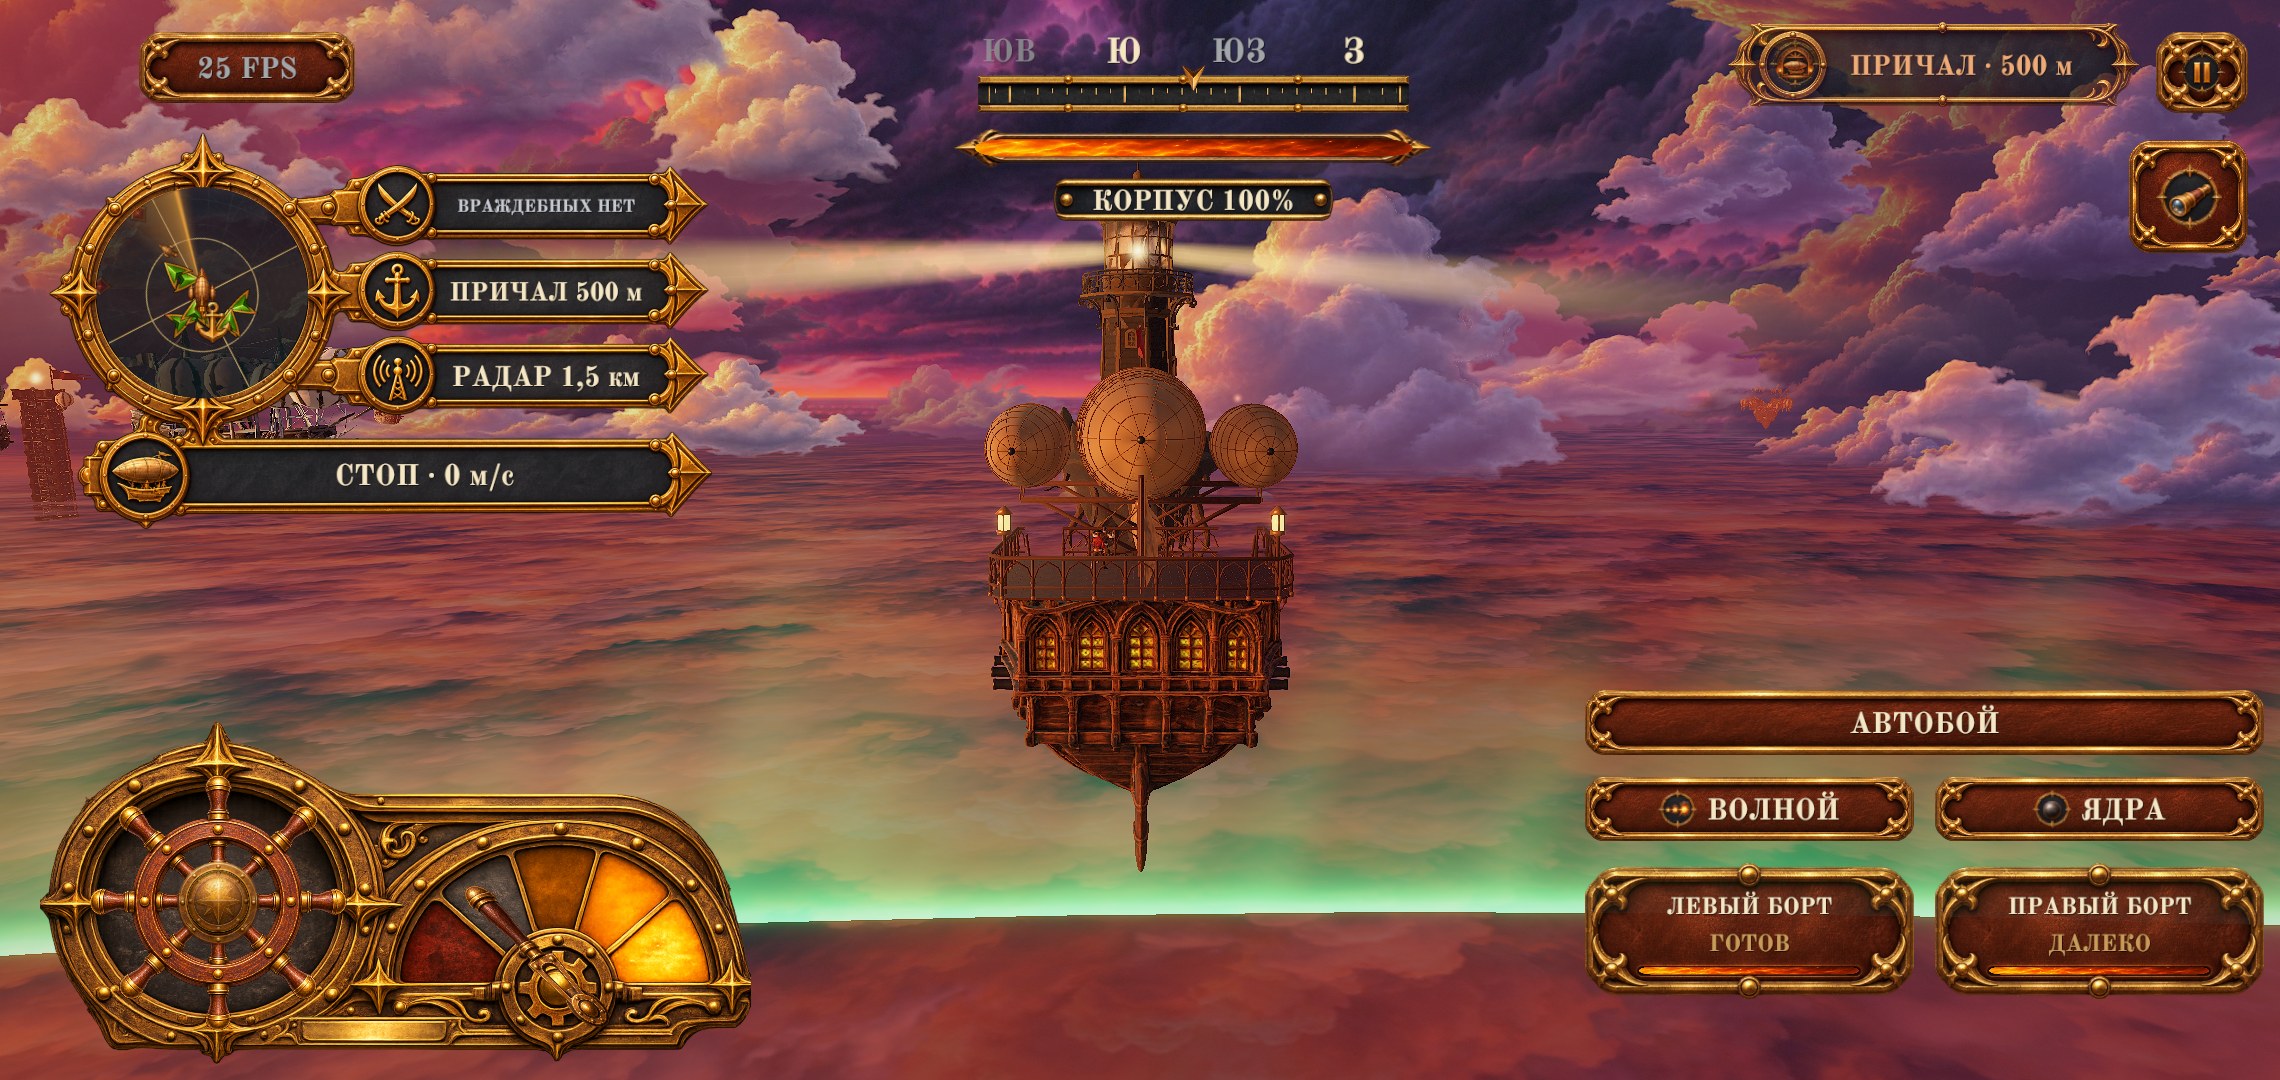 25 FPS
ЮВ Ю ЮЗ З
ПРИЧАЛ · 500 м
КОРПУС 100%
ВРАЖДЕБНЫХ НЕТ
ПРИЧАЛ 500 м
РАДАР 1,5 км
СТОП · 0 м/с
АВТОБОЙ
ВОЛНОЙ
ЯДРА
ЛЕВЫЙ БОРТ
ГОТОВ
ПРАВЫЙ БОРТ
ДАЛЕКО